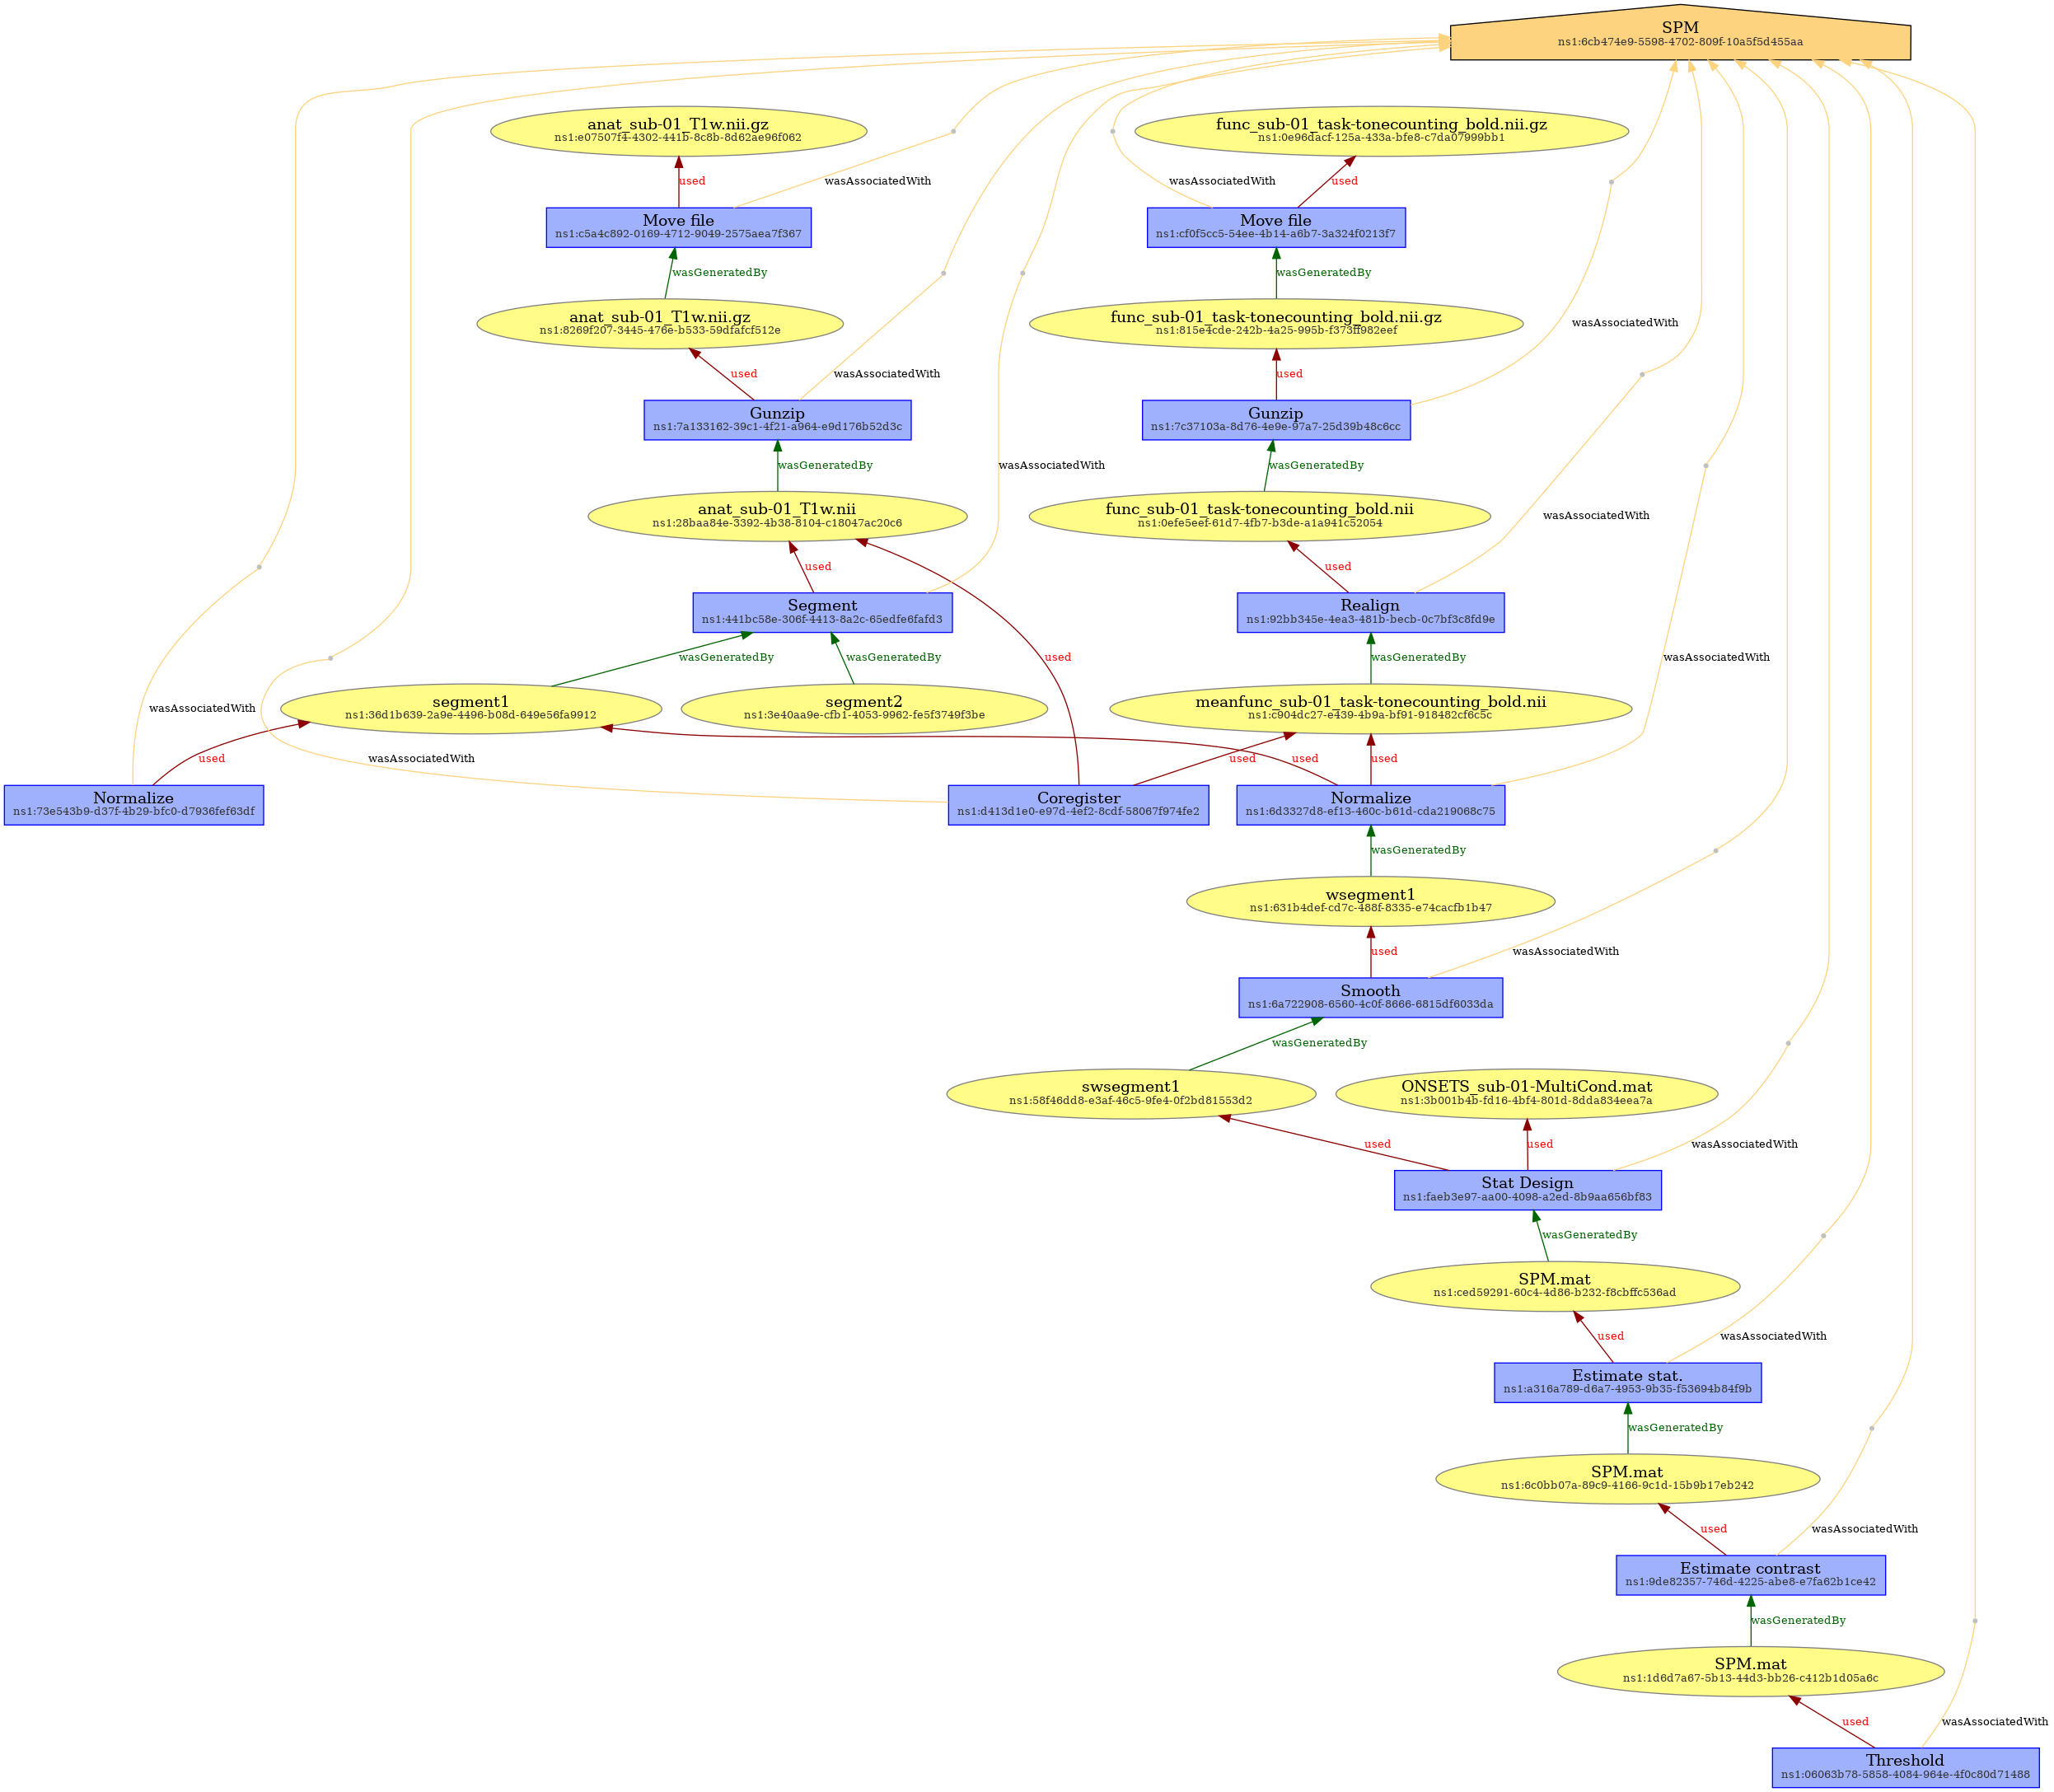 SPM
ns1:6cb474e9-5598-4702-809f-10a5f5d455aa
anat_sub-01_T1w.nii.gz
ns1:e07507f4-4302-441b-8c8b-8d62ae96f062
func_sub-01_task-tonecounting_bold.nii.gz
ns1:0e96dacf-125a-433a-bfe8-c7da07999bb1
used
wasAssociatedWith
wasAssociatedWith
used
Move file
ns1:c5a4c892-0169-4712-9049-2575aea7f367
Move file
ns1:cf0f5cc5-54ee-4b14-a6b7-3a324f0213f7
wasGeneratedBy
wasGeneratedBy
anat_sub-01_T1w.nii.gz
ns1:8269f207-3445-476e-b533-59dfafcf512e
func_sub-01_task-tonecounting_bold.nii.gz
ns1:815e4cde-242b-4a25-995b-f373ff982eef
wasAssociatedWith
used
wasAssociatedWith
used
Gunzip
ns1:7a133162-39c1-4f21-a964-e9d176b52d3c
Gunzip
ns1:7c37103a-8d76-4e9e-97a7-25d39b48c6cc
wasGeneratedBy
wasAssociatedWith
wasGeneratedBy
anat_sub-01_T1w.nii
ns1:28baa84e-3392-4b38-8104-c18047ac20c6
func_sub-01_task-tonecounting_bold.nii
ns1:0efe5eef-61d7-4fb7-b3de-a1a941c52054
wasAssociatedWith
used
used
Segment
ns1:441bc58e-306f-4413-8a2c-65edfe6fafd3
Realign
ns1:92bb345e-4ea3-481b-becb-0c7bf3c8fd9e
wasGeneratedBy
wasGeneratedBy
used
wasGeneratedBy
wasAssociatedWith
segment1
ns1:36d1b639-2a9e-4496-b08d-649e56fa9912
segment2
ns1:3e40aa9e-cfb1-4053-9962-fe5f3749f3be
meanfunc_sub-01_task-tonecounting_bold.nii
ns1:c904dc27-e439-4b9a-bf91-918482cf6c5c
wasAssociatedWith
used
wasAssociatedWith
used
used
used
Normalize
ns1:73e543b9-d37f-4b29-bfc0-d7936fef63df
Coregister
ns1:d413d1e0-e97d-4ef2-8cdf-58067f974fe2
Normalize
ns1:6d3327d8-ef13-460c-b61d-cda219068c75
wasGeneratedBy
wsegment1
ns1:631b4def-cd7c-488f-8335-e74cacfb1b47
used
wasAssociatedWith
Smooth
ns1:6a722908-6560-4c0f-8666-6815df6033da
wasGeneratedBy
swsegment1
ns1:58f46dd8-e3af-46c5-9fe4-0f2bd81553d2
ONSETS_sub-01-MultiCond.mat
ns1:3b001b4b-fd16-4bf4-801d-8dda834eea7a
used
used
wasAssociatedWith
Stat Design
ns1:faeb3e97-aa00-4098-a2ed-8b9aa656bf83
wasGeneratedBy
SPM.mat
ns1:ced59291-60c4-4d86-b232-f8cbffc536ad
used
wasAssociatedWith
Estimate stat.
ns1:a316a789-d6a7-4953-9b35-f53694b84f9b
wasGeneratedBy
SPM.mat
ns1:6c0bb07a-89c9-4166-9c1d-15b9b17eb242
used
wasAssociatedWith
Estimate contrast
ns1:9de82357-746d-4225-abe8-e7fa62b1ce42
wasGeneratedBy
SPM.mat
ns1:1d6d7a67-5b13-44d3-bb26-c412b1d05a6c
used
wasAssociatedWith
Threshold
ns1:06063b78-5858-4084-964e-4f0c80d71488